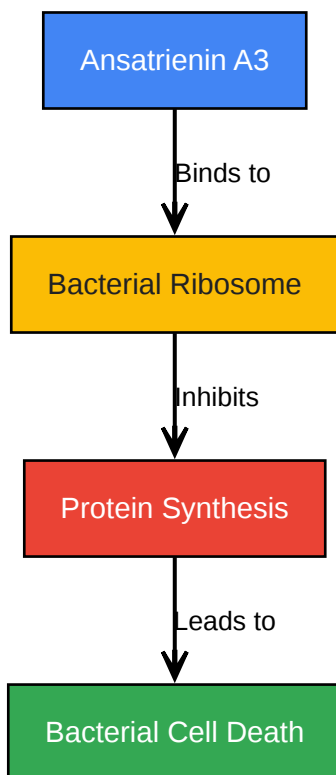 Ansatrienin A3
Binds to
Bacterial Ribosome
Inhibits
Protein Synthesis
Leads to
Bacterial Cell Death